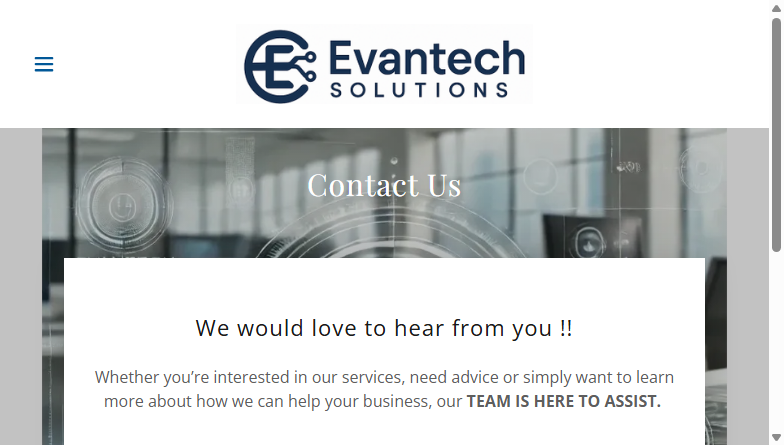 Evantech
SOLUTIONS
Contact Us
We would love to hear from you !!
Whether you’re interested in our services, need advice or simply want to learn
more about how we can help your business, our TEAM IS HERE TO ASSIST.